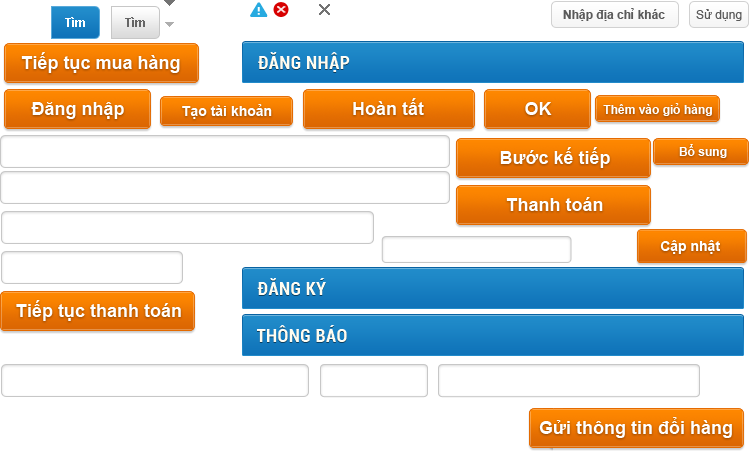 Tìm
Tìm
Nhập địa chỉ khác
Sử dụng
Tiếp tục mua hàng
ĐĂNG NHẬP
Đăng nhập
Tạo tài khoản
Hoàn tất
OK
Thêm vào giỏ hàng
Bước kế tiếp
Bổ sung
Thanh toán
Cập nhật
ĐĂNG KÝ
Tiếp tục thanh toán
THÔNG BÁO
Gửi thông tin đổi hàng